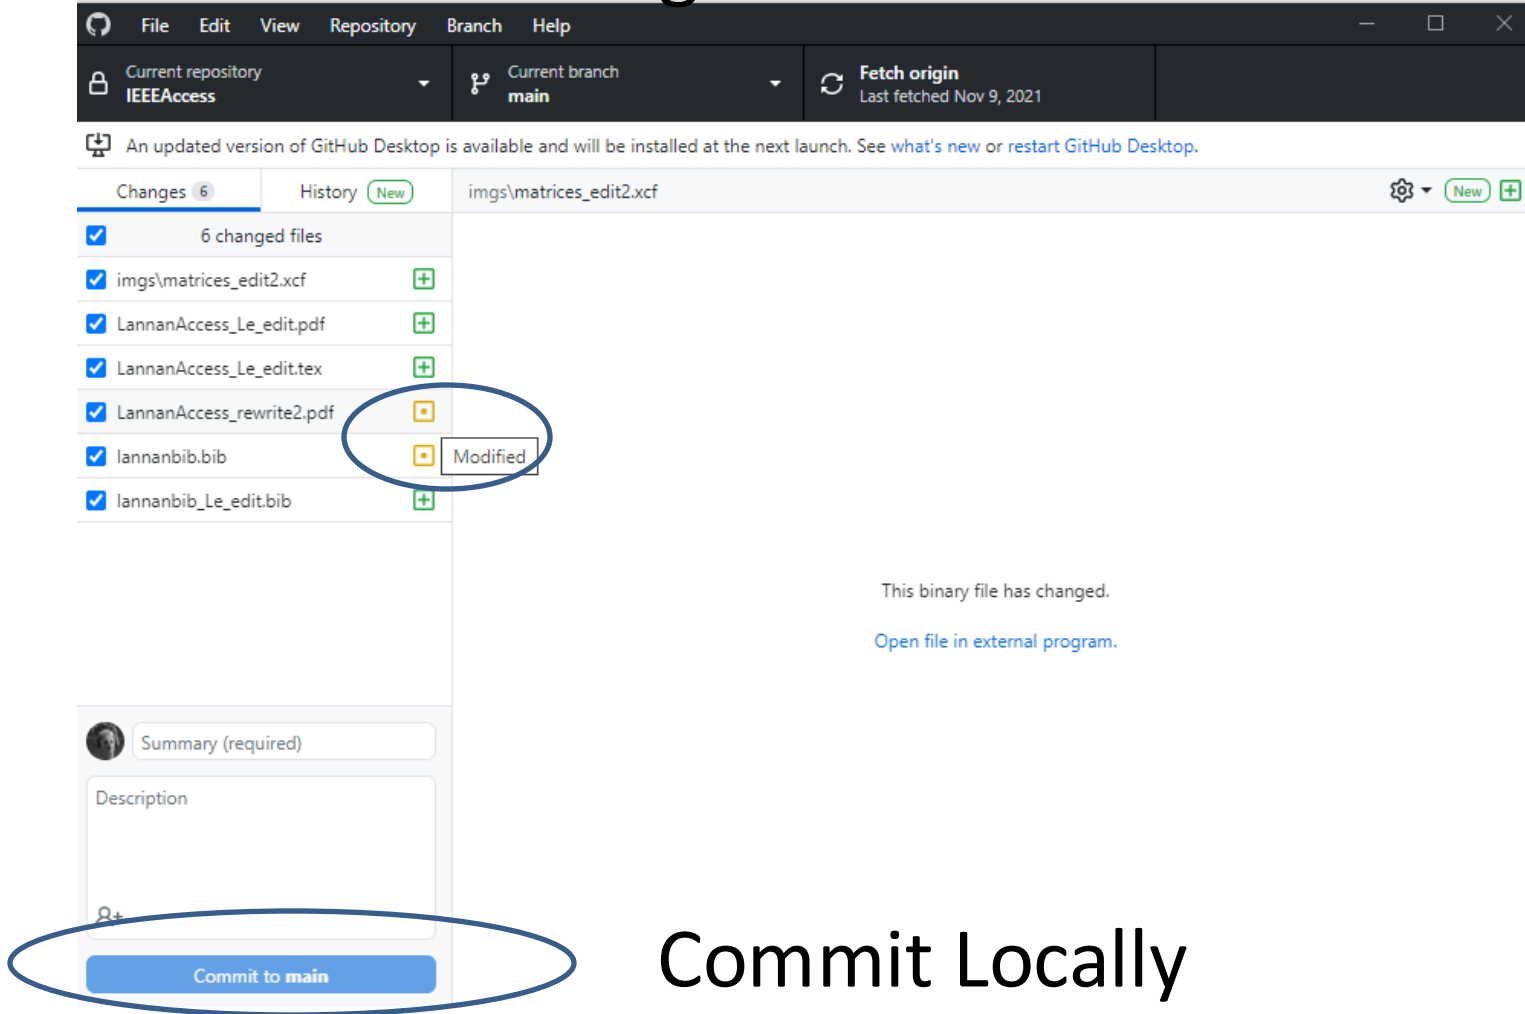 File Edit View Repository Branch Help
Current repository
IEEEAccess
Current branch
main
Fetch origin
Last fetched Nov 9, 2021
An updated version of GitHub Desktop is available and will be installed at the next launch. See what's new or restart GitHub Desktop.
Changes 6
History New
imgs\matrices_edit2.xcf
New
6 changed files
imgs\matrices_edit2.xcf
LannanAccess_Le_edit.pdf
LannanAccess_Le_edit.tex
LannanAccess_rewrite2.pdf
lannanbib.bib
Modified
lannanbib_Le_edit.bib
This binary file has changed.
Open file in external program.
Summary (required)
Description
Commit to main
Commit Locally